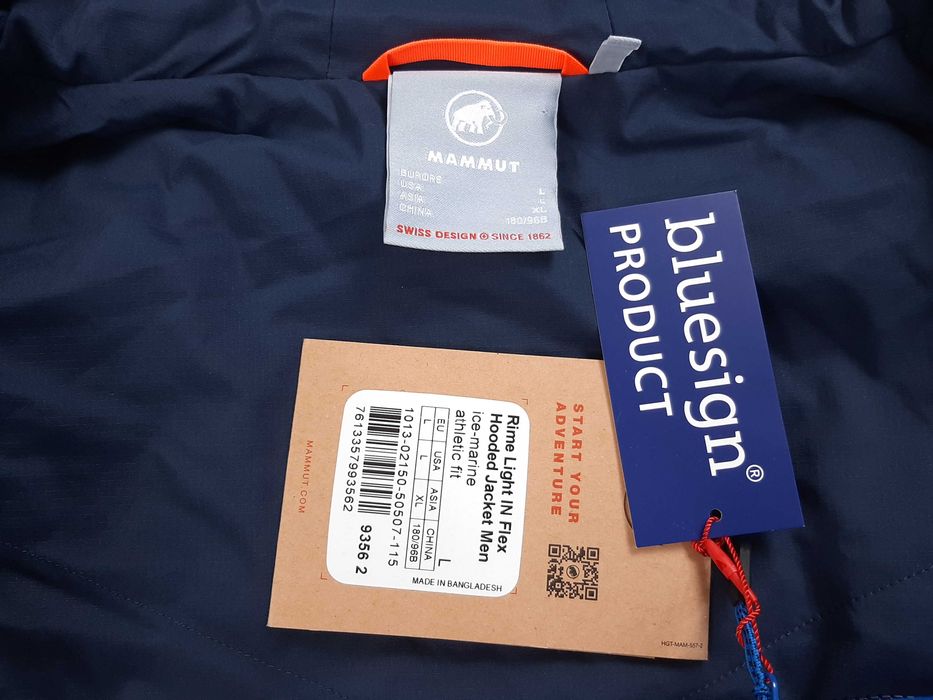 MAMMUT
EUROPE L
USA L
ASIA XL
CHINA 180/96B
SWISS DESIGN SINCE 1862
bluesign®
PRODUCT
START YOUR
ADVENTURE
Rime Light IN Flex
Hooded Jacket Men
ice-marine
athletic fit
L
EU USA ASIA CHINA
L L XL 180/96B
1013-02150-50507-115
7613357993562
9356 2
MADE IN BANGLADESH
MAMMUT.COM
HGT-MAM-557-2